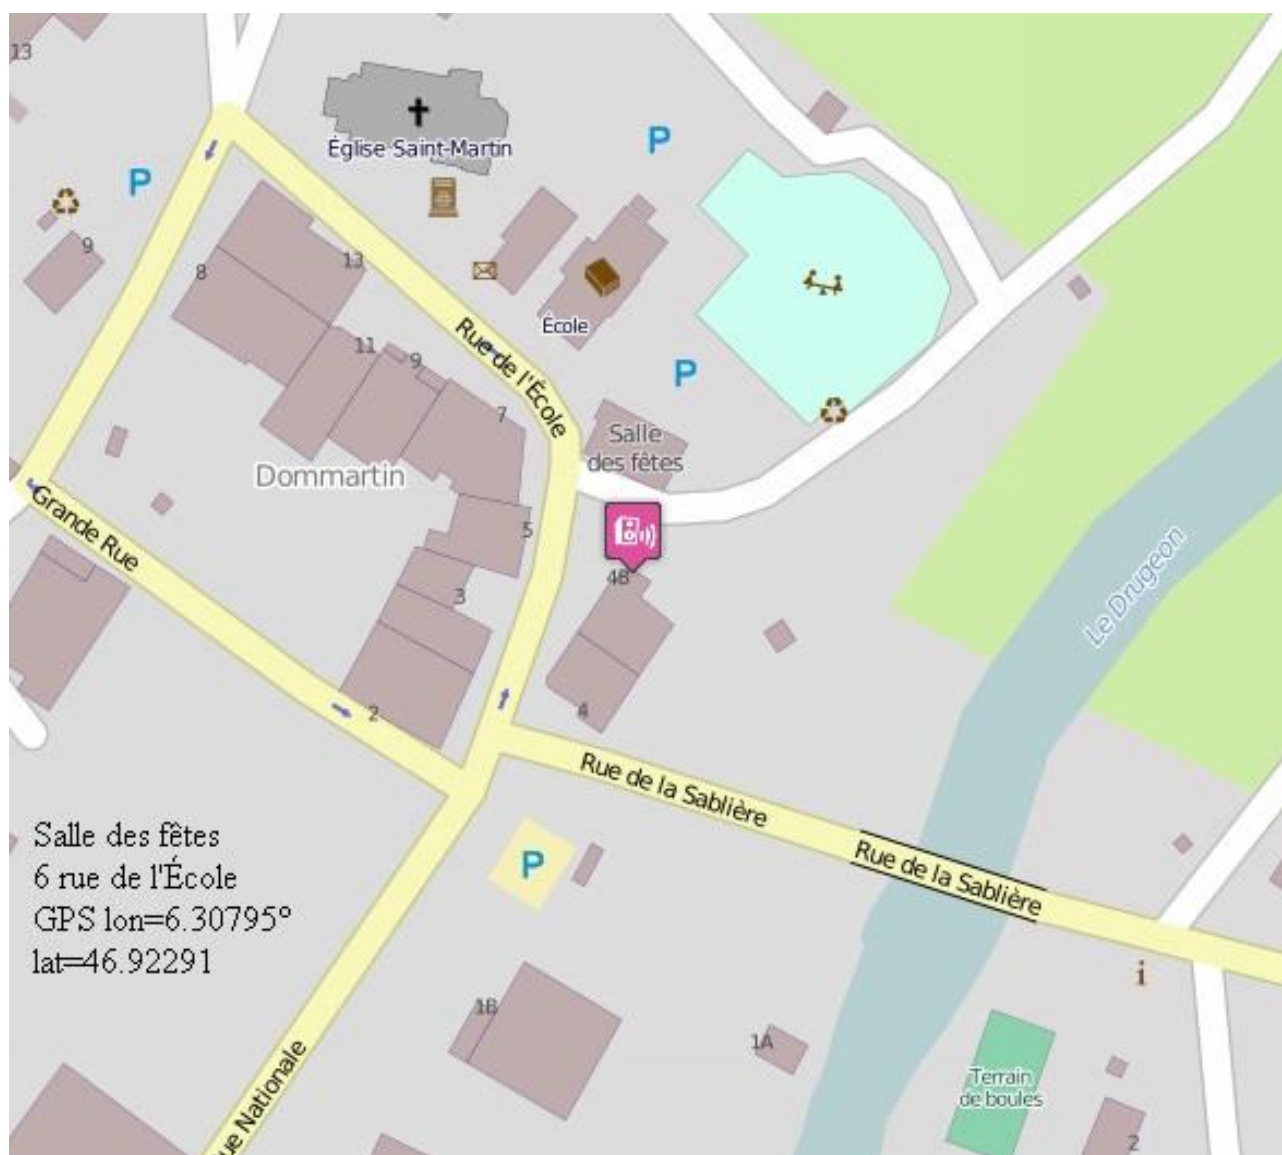 13
P
Église Saint-Martin
P
9
8
13
École
11
9
Rue de l'École
P
7
Salle
des fêtes
Dommartin
Grande Rue
5
4B
3
Le Drugeon
2
4
Rue de la Sablière
Salle des fêtes
6 rue de l'École
GPS lon=6.30795°
lat=46.92291
P
Rue de la Sablière
i
1B
1A
ue Nationale
Terrain
de boules
2